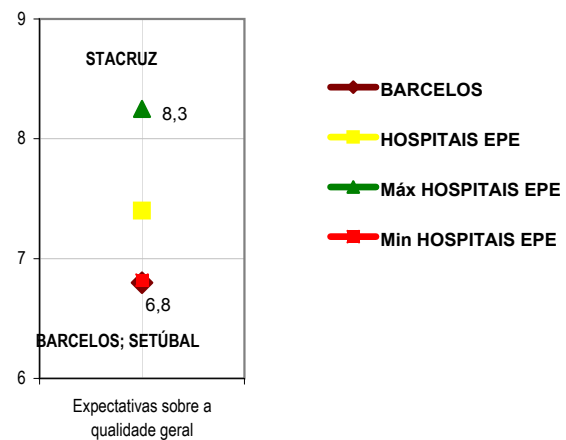 9
STACRUZ
8,3
8
7
6,8
BARCELOS; SETÚBAL
6
Expectativas sobre a
qualidade geral
BARCELOS
HOSPITAIS EPE
Máx HOSPITAIS EPE
Min HOSPITAIS EPE